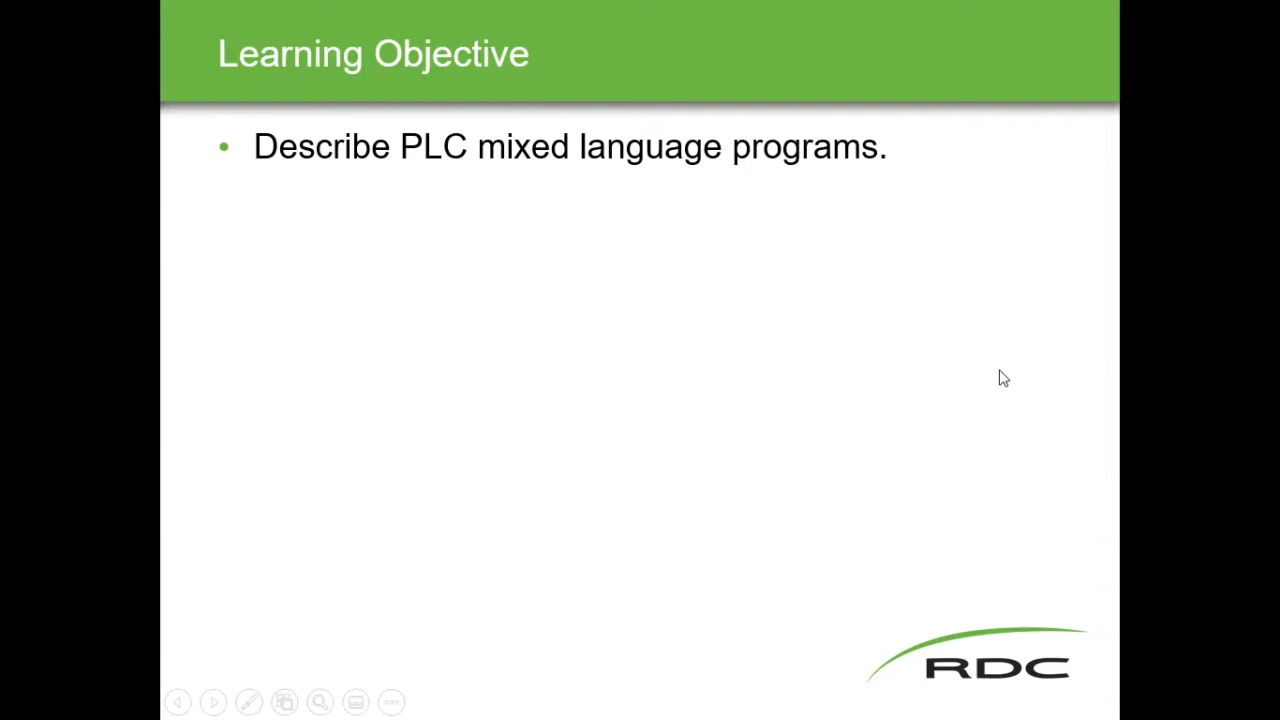 Learning Objective
• Describe PLC mixed language programs.
RDC